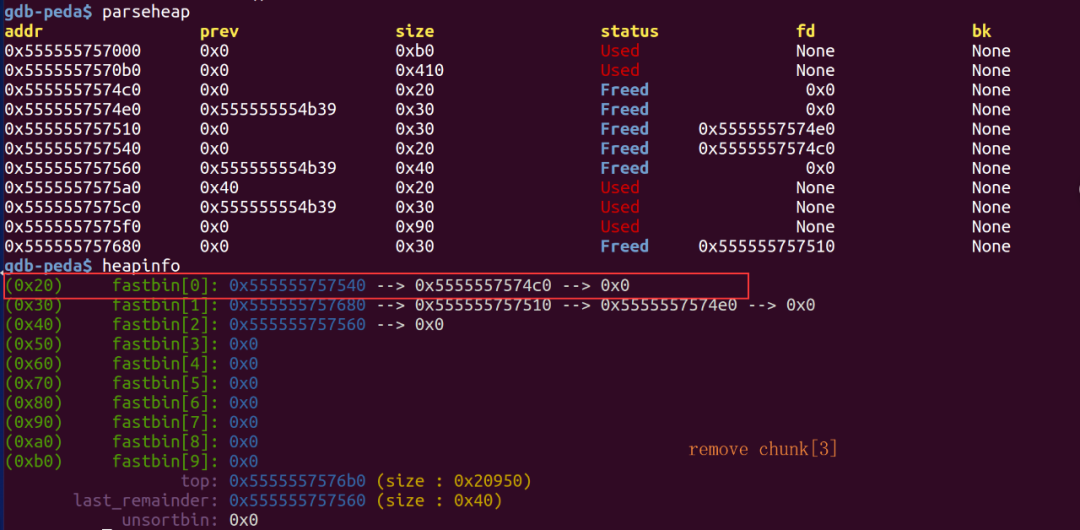 gdb-peda$ parseheap
addr prev size status fd bk
0x555555757000 0x0 0xb0 Used None None
0x5555557570b0 0x0 0x410 Used None None
0x5555557574c0 0x0 0x20 Freed 0x0 None
0x5555557574e0 0x555555554b39 0x30 Freed 0x0 None
0x555555757510 0x0 0x30 Freed 0x5555557574e0 None
0x555555757540 0x0 0x20 Freed 0x5555557574c0 None
0x555555757560 0x555555554b39 0x40 Freed 0x0 None
0x5555557575a0 0x40 0x20 Used None None
0x5555557575c0 0x555555554b39 0x30 Used None None
0x5555557575f0 0x0 0x90 Used None None
0x555555757680 0x0 0x30 Freed 0x555555757510 None
gdb-peda$ heapinfo
(0x20) fastbin[0]: 0x555555757540 --> 0x5555557574c0 --> 0x0
(0x30) fastbin[1]: 0x555555757680 --> 0x555555757510 --> 0x5555557574e0 --> 0x0
(0x40) fastbin[2]: 0x555555757560 --> 0x0
(0x50) fastbin[3]: 0x0
(0x60) fastbin[4]: 0x0
(0x70) fastbin[5]: 0x0
(0x80) fastbin[6]: 0x0
(0x90) fastbin[7]: 0x0
(0xa0) fastbin[8]: 0x0
(0xb0) fastbin[9]: 0x0
remove chunk[3]
top: 0x5555557576b0 (size : 0x20950)
last_remainder: 0x555555757560 (size : 0x40)
unsortbin: 0x0